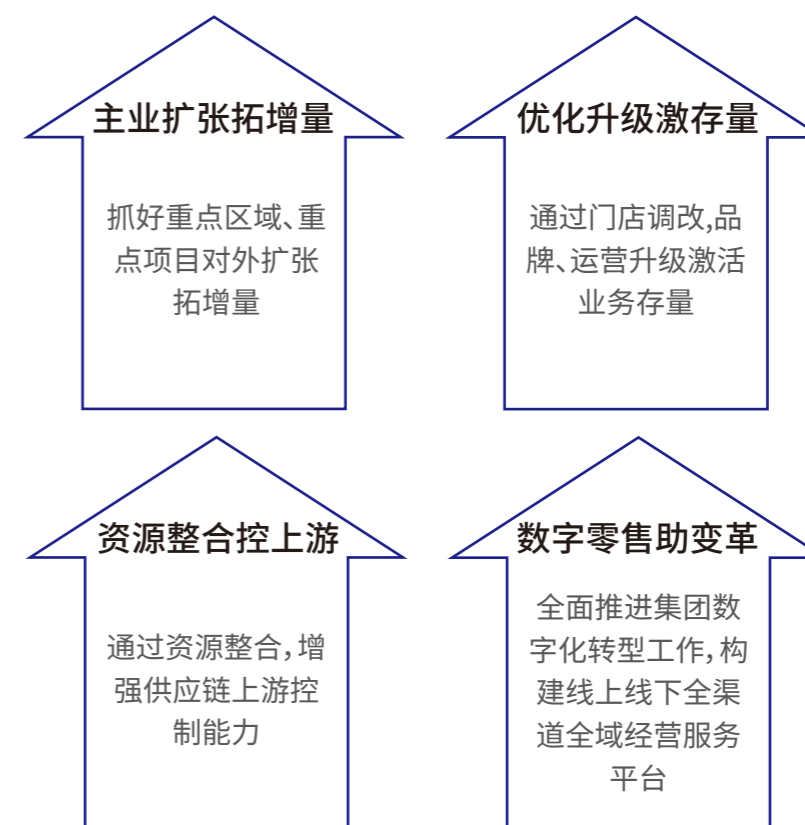 主业扩张拓增量
抓好重点区域、重
点项目对外扩张
拓增量
优化升级激存量
通过门店调改,品
牌、运营升级激活
业务存量
资源整合控上游
通过资源整合，增
强供应链上游控
制能力
数字零售助变革
全面推进集团数
字化转型工作，构
建线上线下全渠
道全域经营服务
平台